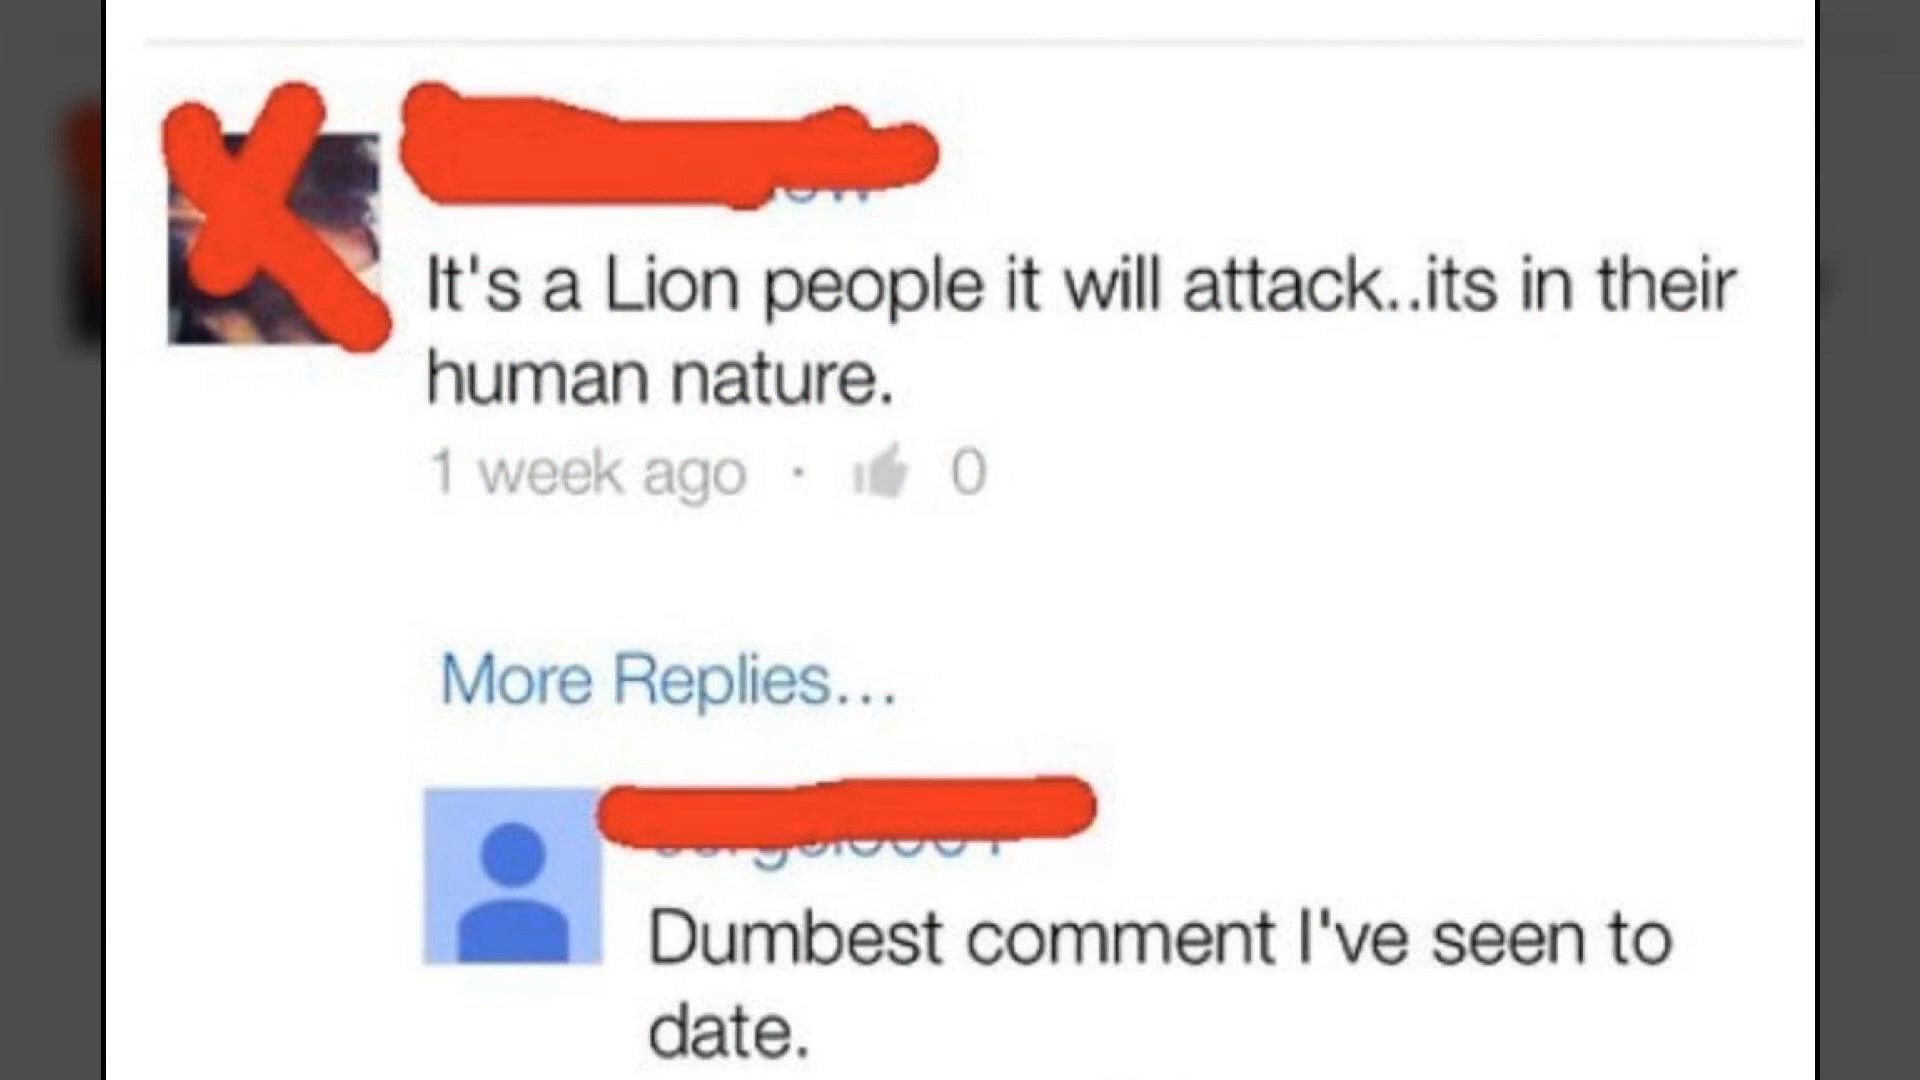 It's a Lion people it will attack..its in their
human nature.
1 week ago · 0
More Replies...
Dumbest comment I've seen to
date.